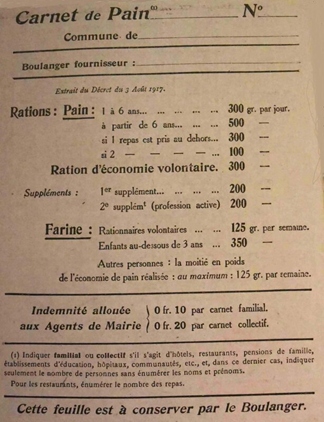 Carnet de Pain (1) Nº
Commune de
Boulanger fournisseur :
Extrait du Décret du 3 Août 1917.
Rations : Pain : 1 à 6 ans... ... ... ... ... 300 gr. par jour.
à partir de 6 ans... ... ... 500 —
si 1 repas est pris au dehors... 300 —
si 2 — — — — ... 100 —
Ration d'économie volontaire. 300 —
Suppléments : 1er supplément... ... ... ... 200 —
2e supplémt (profession active) 200 —
Farine : Rationnaires volontaires ... ... 125 gr. par semaine.
Enfants au-dessous de 3 ans ... 350 —
Autres personnes : la moitié en poids
de l'économie de pain réalisée : au maximum : 125 gr. par semaine.
Indemnité allouée 0 fr. 10 par carnet familial.
aux Agents de Mairie 0 fr. 20 par carnet collectif.
(1) Indiquer familial ou collectif s'il s'agit d'hôtels, restaurants, pensions de famille,
établissements d'éducation, hôpitaux, communautés, etc., et, dans ce dernier cas, indiquer
seulement le nombre de personnes sans énumérer les noms et prénoms.
Pour les restaurants, énumérer le nombre des repas.
Cette feuille est à conserver par le Boulanger.